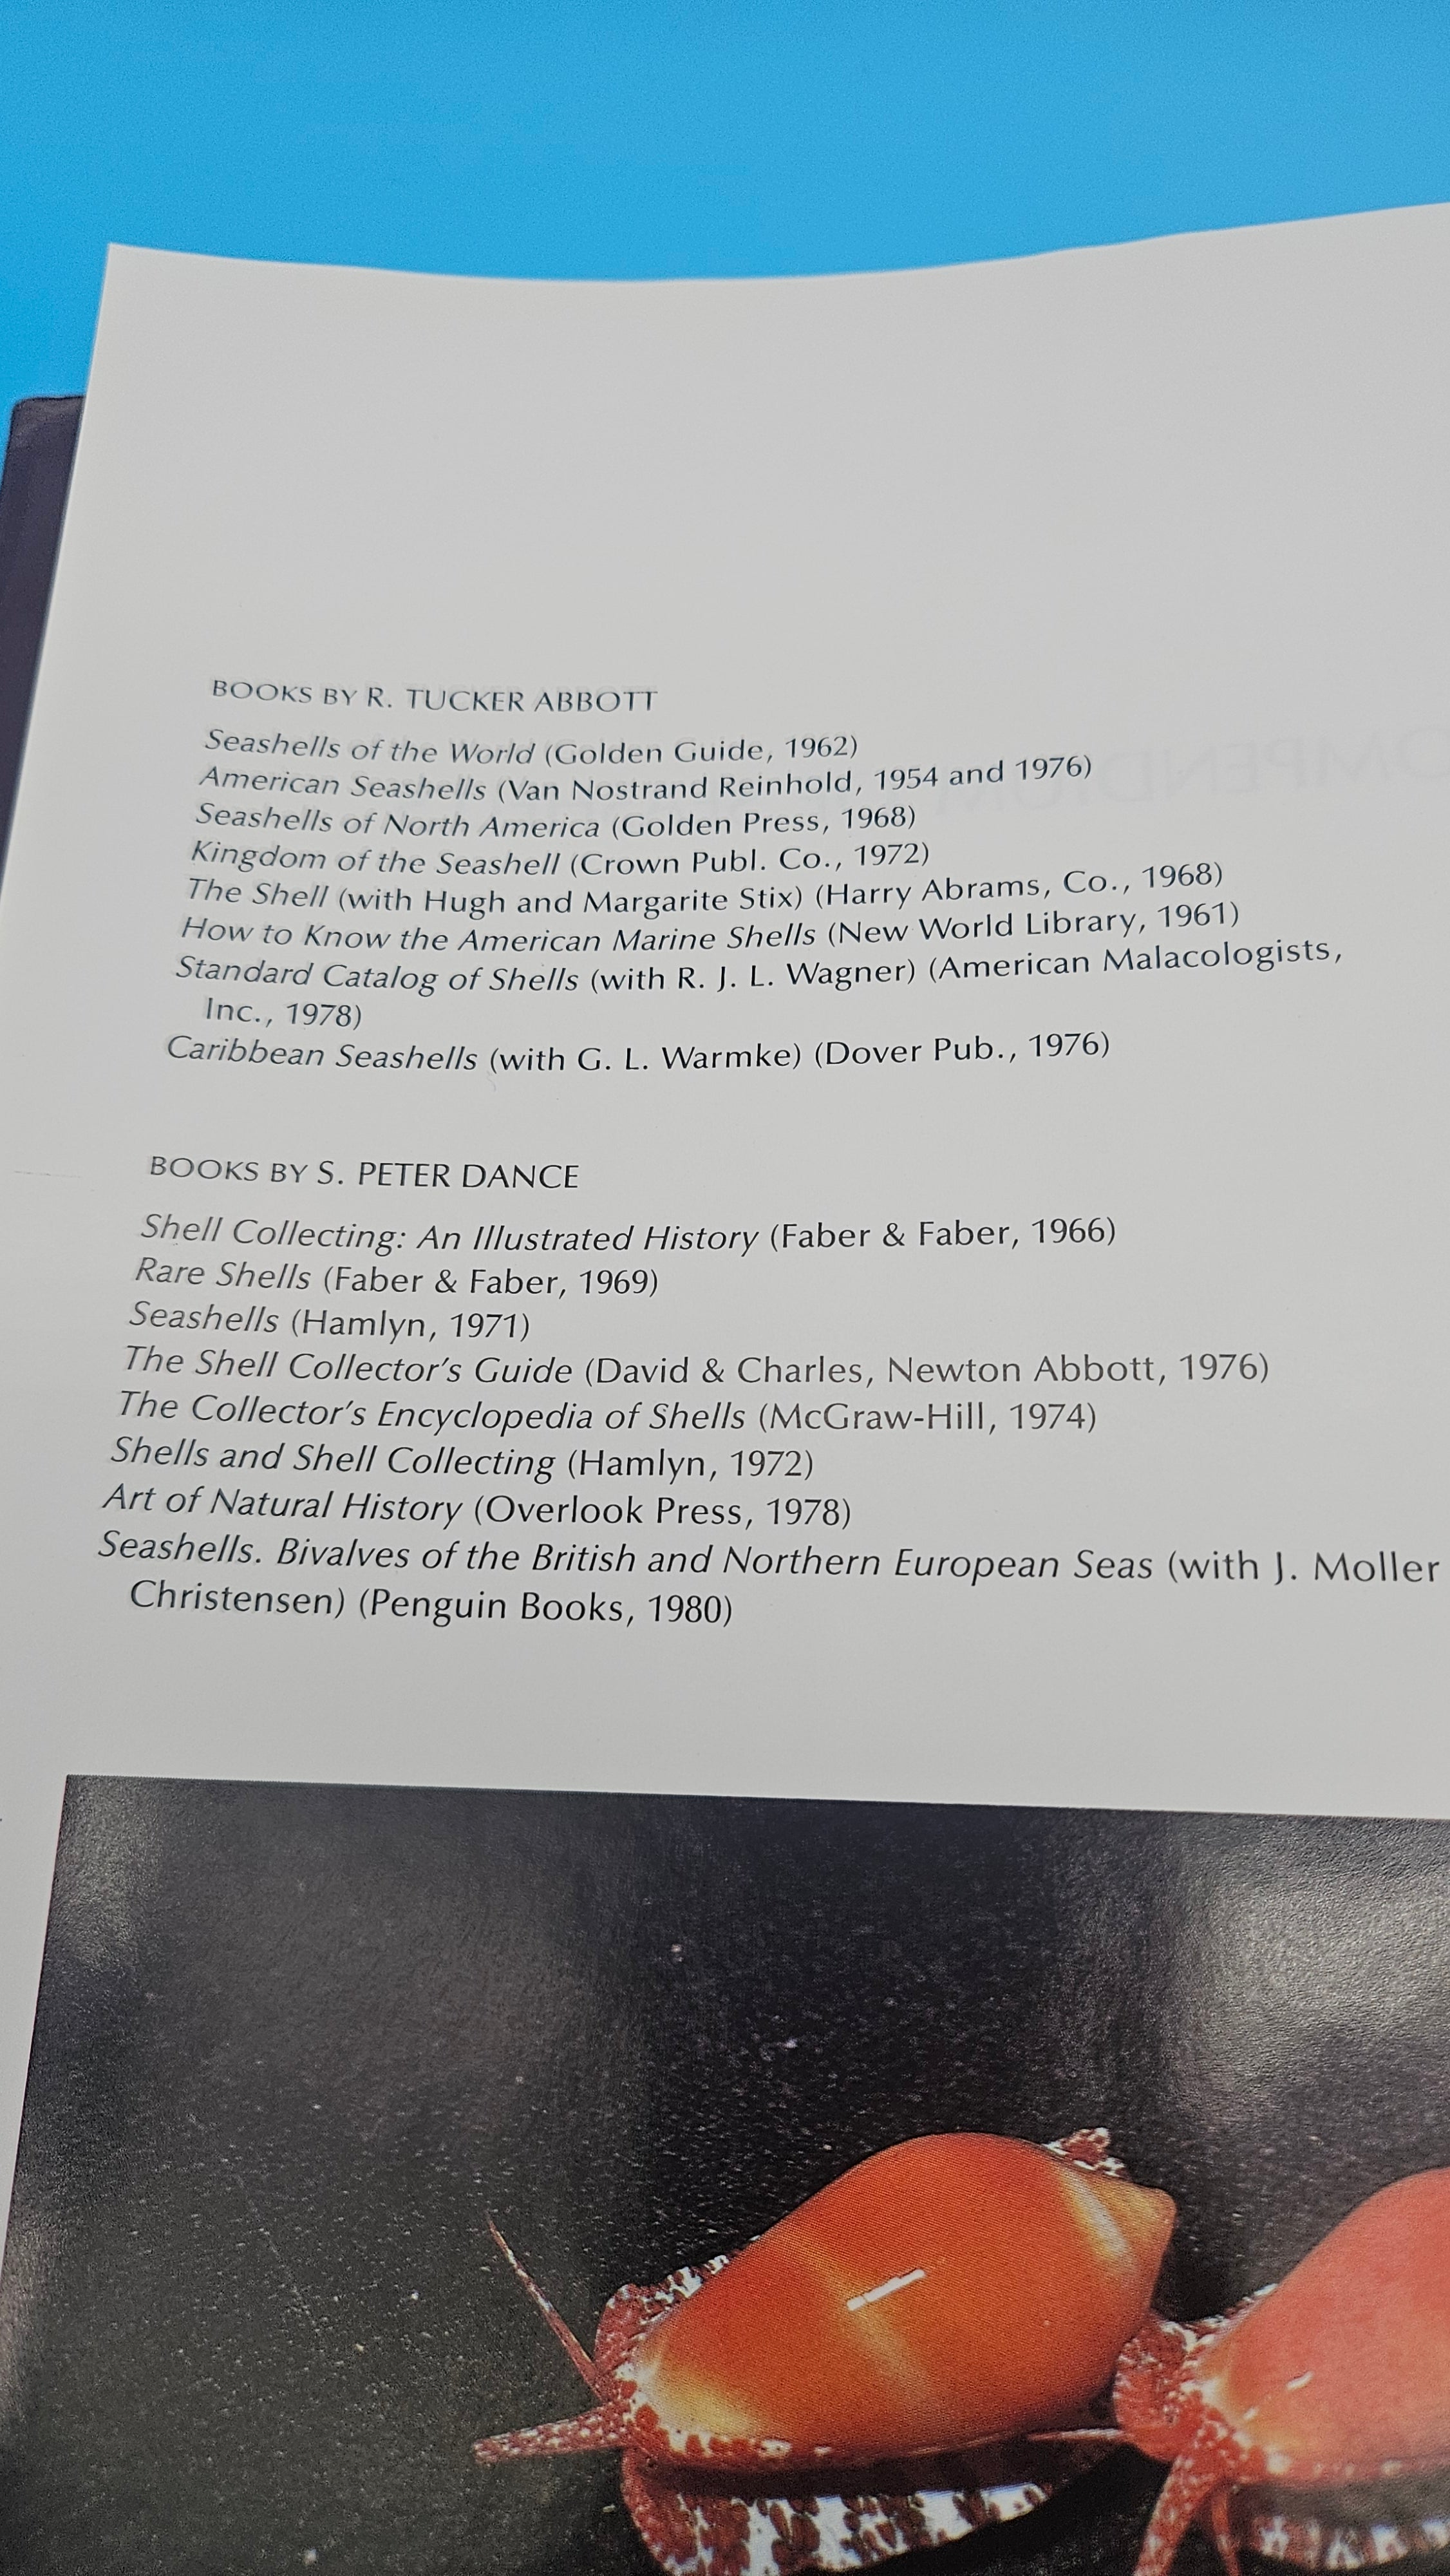 BOOKS BY R. TUCKER ABBOTT
Seashells of the World (Golden Guide, 1962)
American Seashells (Van Nostrand Reinhold, 1954 and 1976)
Seashells of North America (Golden Press, 1968)
Kingdom of the Seashell (Crown Publ. Co., 1972)
The Shell (with Hugh and Margarite Stix) (Harry Abrams, Co., 1968)
How to Know the American Marine Shells (New World Library, 1961)
Standard Catalog of Shells (with R. J. L. Wagner) (American Malacologists,
Inc., 1978)
Caribbean Seashells (with G. L. Warmke) (Dover Pub., 1976)
BOOKS BY S. PETER DANCE
Shell Collecting: An Illustrated History (Faber & Faber, 1966)
Rare Shells (Faber & Faber, 1969)
Seashells (Hamlyn, 1971)
The Shell Collector's Guide (David & Charles, Newton Abbott, 1976)
The Collector's Encyclopedia of Shells (McGraw-Hill, 1974)
Shells and Shell Collecting (Hamlyn, 1972)
Art of Natural History (Overlook Press, 1978)
Seashells. Bivalves of the British and Northern European Seas (with J. Moller
Christensen) (Penguin Books, 1980)